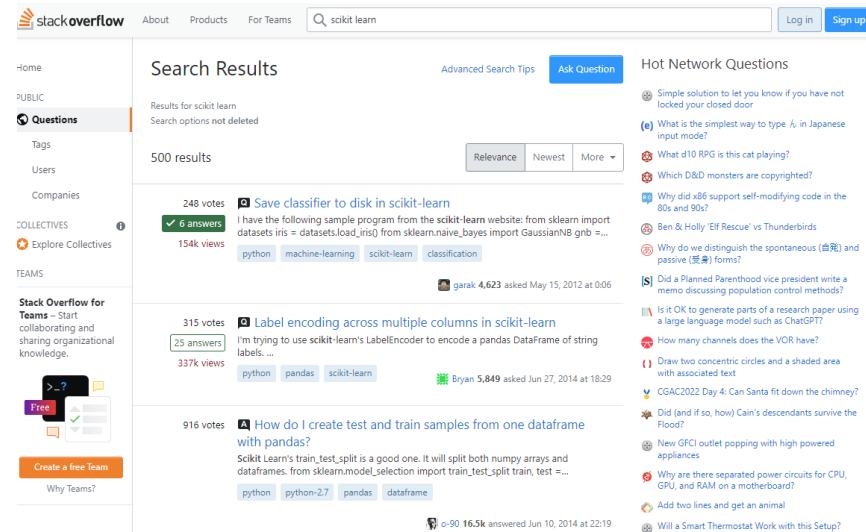 stack overflow
About
Products
For Teams
scikit learn
Log in
Sign up
Home
PUBLIC
Questions
Tags
Users
Companies
COLLECTIVES
Explore Collectives
TEAMS
Stack Overflow for
Teams – Start
collaborating and
sharing organizational
knowledge.
>_?
Free
Create a free Team
Why Teams?
Search Results
Advanced Search Tips
Ask Question
Results for scikit learn
Search options not deleted
500 results
Relevance
Newest
More
248 votes
6 answers
154k views
Q Save classifier to disk in scikit-learn
I have the following sample program from the scikit-learn website: from sklearn import
datasets iris = datasets.load_iris() from sklearn.naive_bayes import GaussianNB gnb =...
python machine-learning scikit-learn classification
garak 4,623 asked May 15, 2012 at 0:06
315 votes
25 answers
337k views
Q Label encoding across multiple columns in scikit-learn
I'm trying to use scikit-learn's LabelEncoder to encode a pandas DataFrame of string
labels. ...
python pandas scikit-learn
Bryan 5,849 asked Jun 27, 2014 at 18:29
916 votes
A How do I create test and train samples from one dataframe
with pandas?
Scikit Learn's train_test_split is a good one. It will split both numpy arrays and
dataframes. from sklearn.model_selection import train_test_split train, test =...
python python-2.7 pandas dataframe
o-90 16.5k answered Jun 10, 2014 at 22:19
Hot Network Questions
Simple solution to let you know if you have not
locked your closed door
What is the simplest way to type ん in Japanese
input mode?
What d10 RPG is this cat playing?
Which D&D monsters are copyrighted?
Why did x86 support self-modifying code in the
80s and 90s?
Ben & Holly 'Elf Rescue' vs Thunderbirds
Why do we distinguish the spontaneous (自発) and
passive (受身) forms?
Did a Planned Parenthood vice president write a
memo discussing population control methods?
Is it OK to generate parts of a research paper using
a large language model such as ChatGPT?
How many channels does the VOR have?
Draw two concentric circles and a shaded area
with associated text
CGAC2022 Day 4: Can Santa fit down the chimney?
Did (and if so, how) Cain's descendants survive the
Flood?
New GFCI outlet popping with high powered
appliances
Why are there separated power circuits for CPU,
GPU, and RAM on a motherboard?
Add two lines and get an animal
Will a Smart Thermostat Work with this Setup?